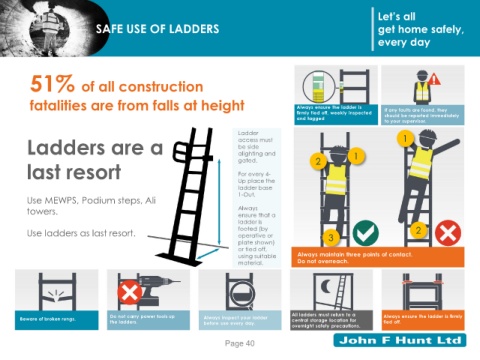 SAFE USE OF LADDERS
Let's all
get home safely,
every day
51% of all construction
fatalities are from falls at height
Ladders are a
last resort
Use MEWPS, Podium steps, Ali
towers.
Use ladders as last resort.
Ladder
access must
be side
alighting and
gated.
For every 4-
Up place the
ladder base
1-Out.
Always
ensure that a
ladder is
footed (by
operative or
plate shown)
or tied off,
using suitable
material.
Always ensure the ladder is
firmly tied off, weekly inspected
and tagged
If any faults are found, they
should be reported immediately
to your supervisor.
1
2
3
1
2
Always maintain three points of contact.
Do not overreach.
Beware of broken rungs.
Do not carry power tools up
the ladders
Always inspect your ladder
before use every day.
All ladders must return to a
central storage location for
overnight safety precautions.
Always ensure the ladder is firmly
tied off.
Page 40
John F Hunt Ltd